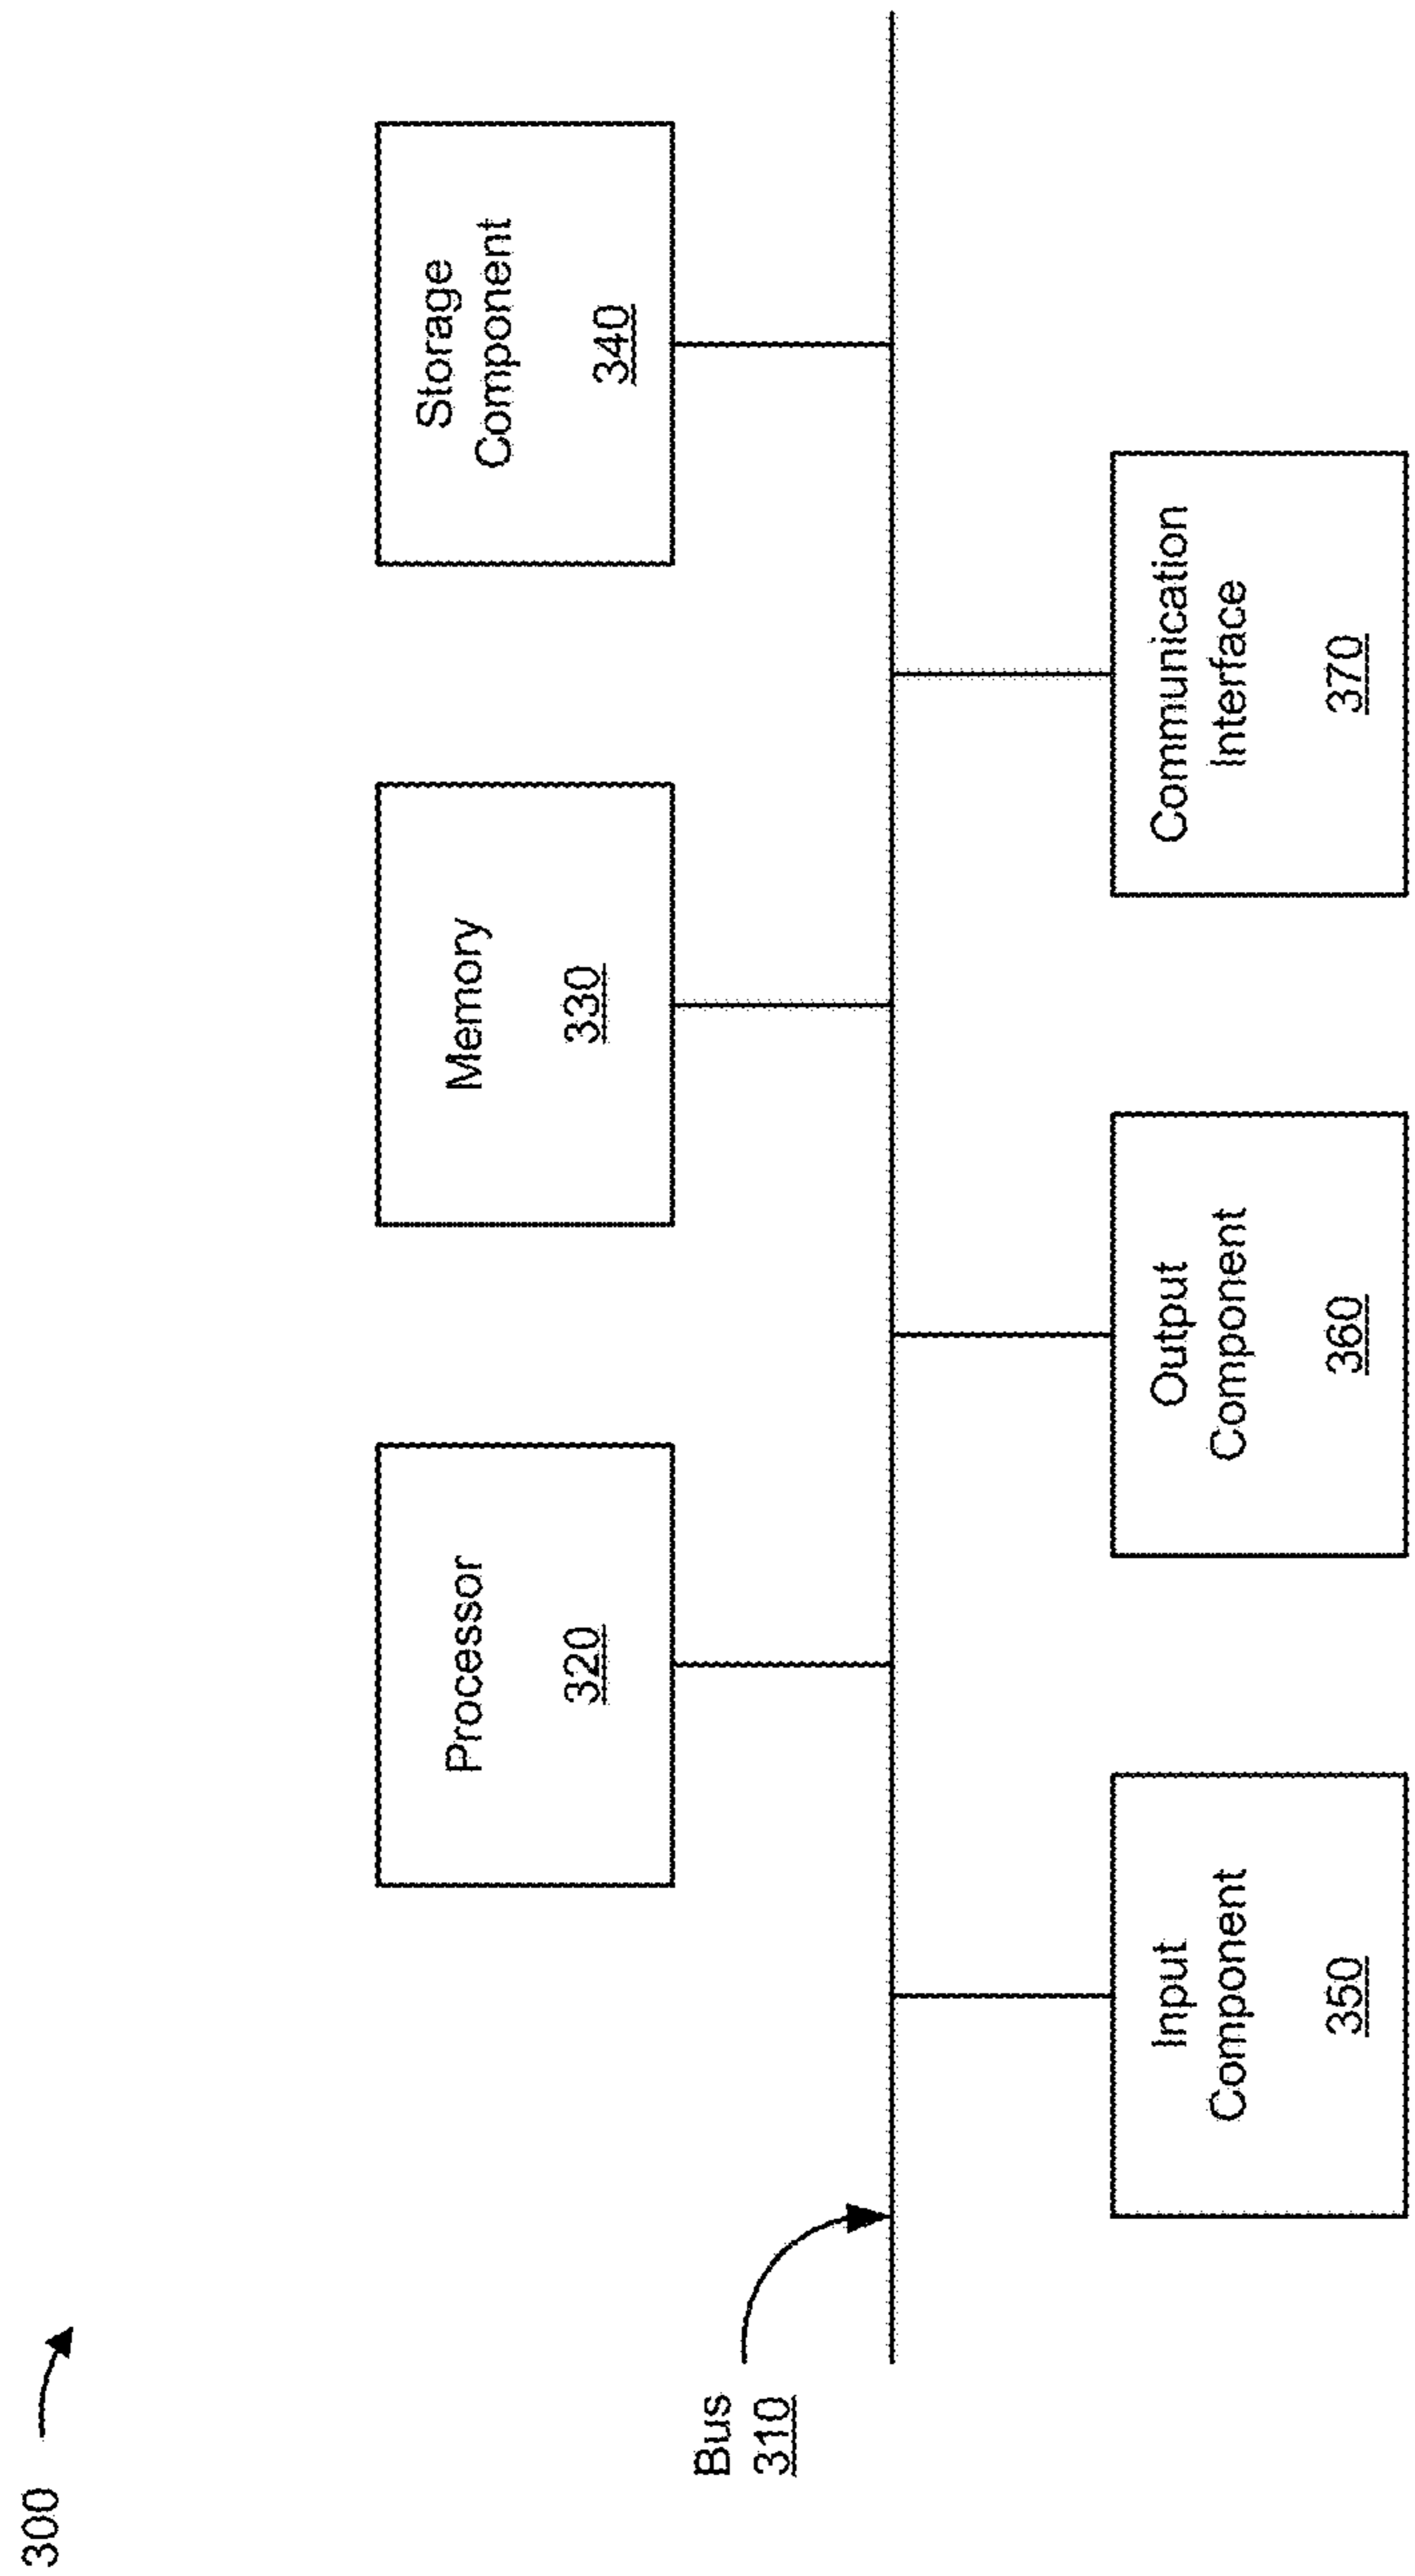 300
Processor
320
Memory
330
Storage
Component
340
Bus
310
Input
Component
350
Output
Component
360
Communication
Interface
370